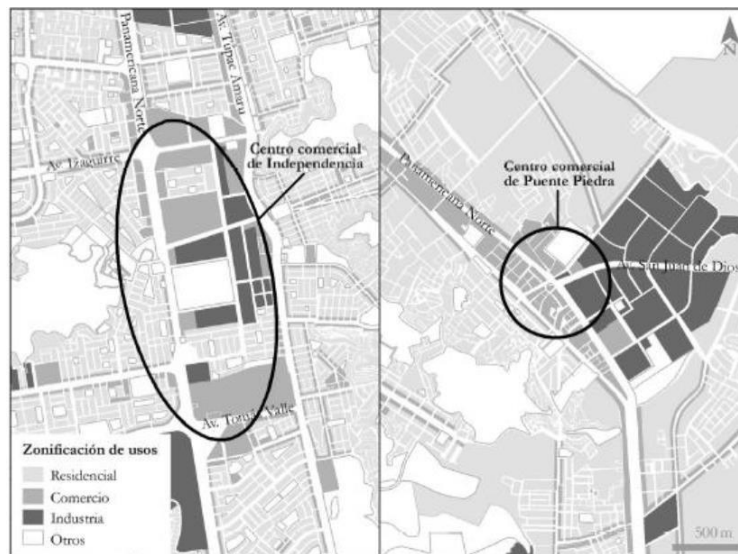 Panamericana Norte
Av. Túpac Amaru
Av. Izaguirre
Centro comercial
de Independencia
Av. Tomás Valle
Zonificación de usos
Residencial
Comercio
Industria
Otros
N
Panamericana Norte
Centro comercial
de Puente Piedra
Av. San Juan de Dios
500 m